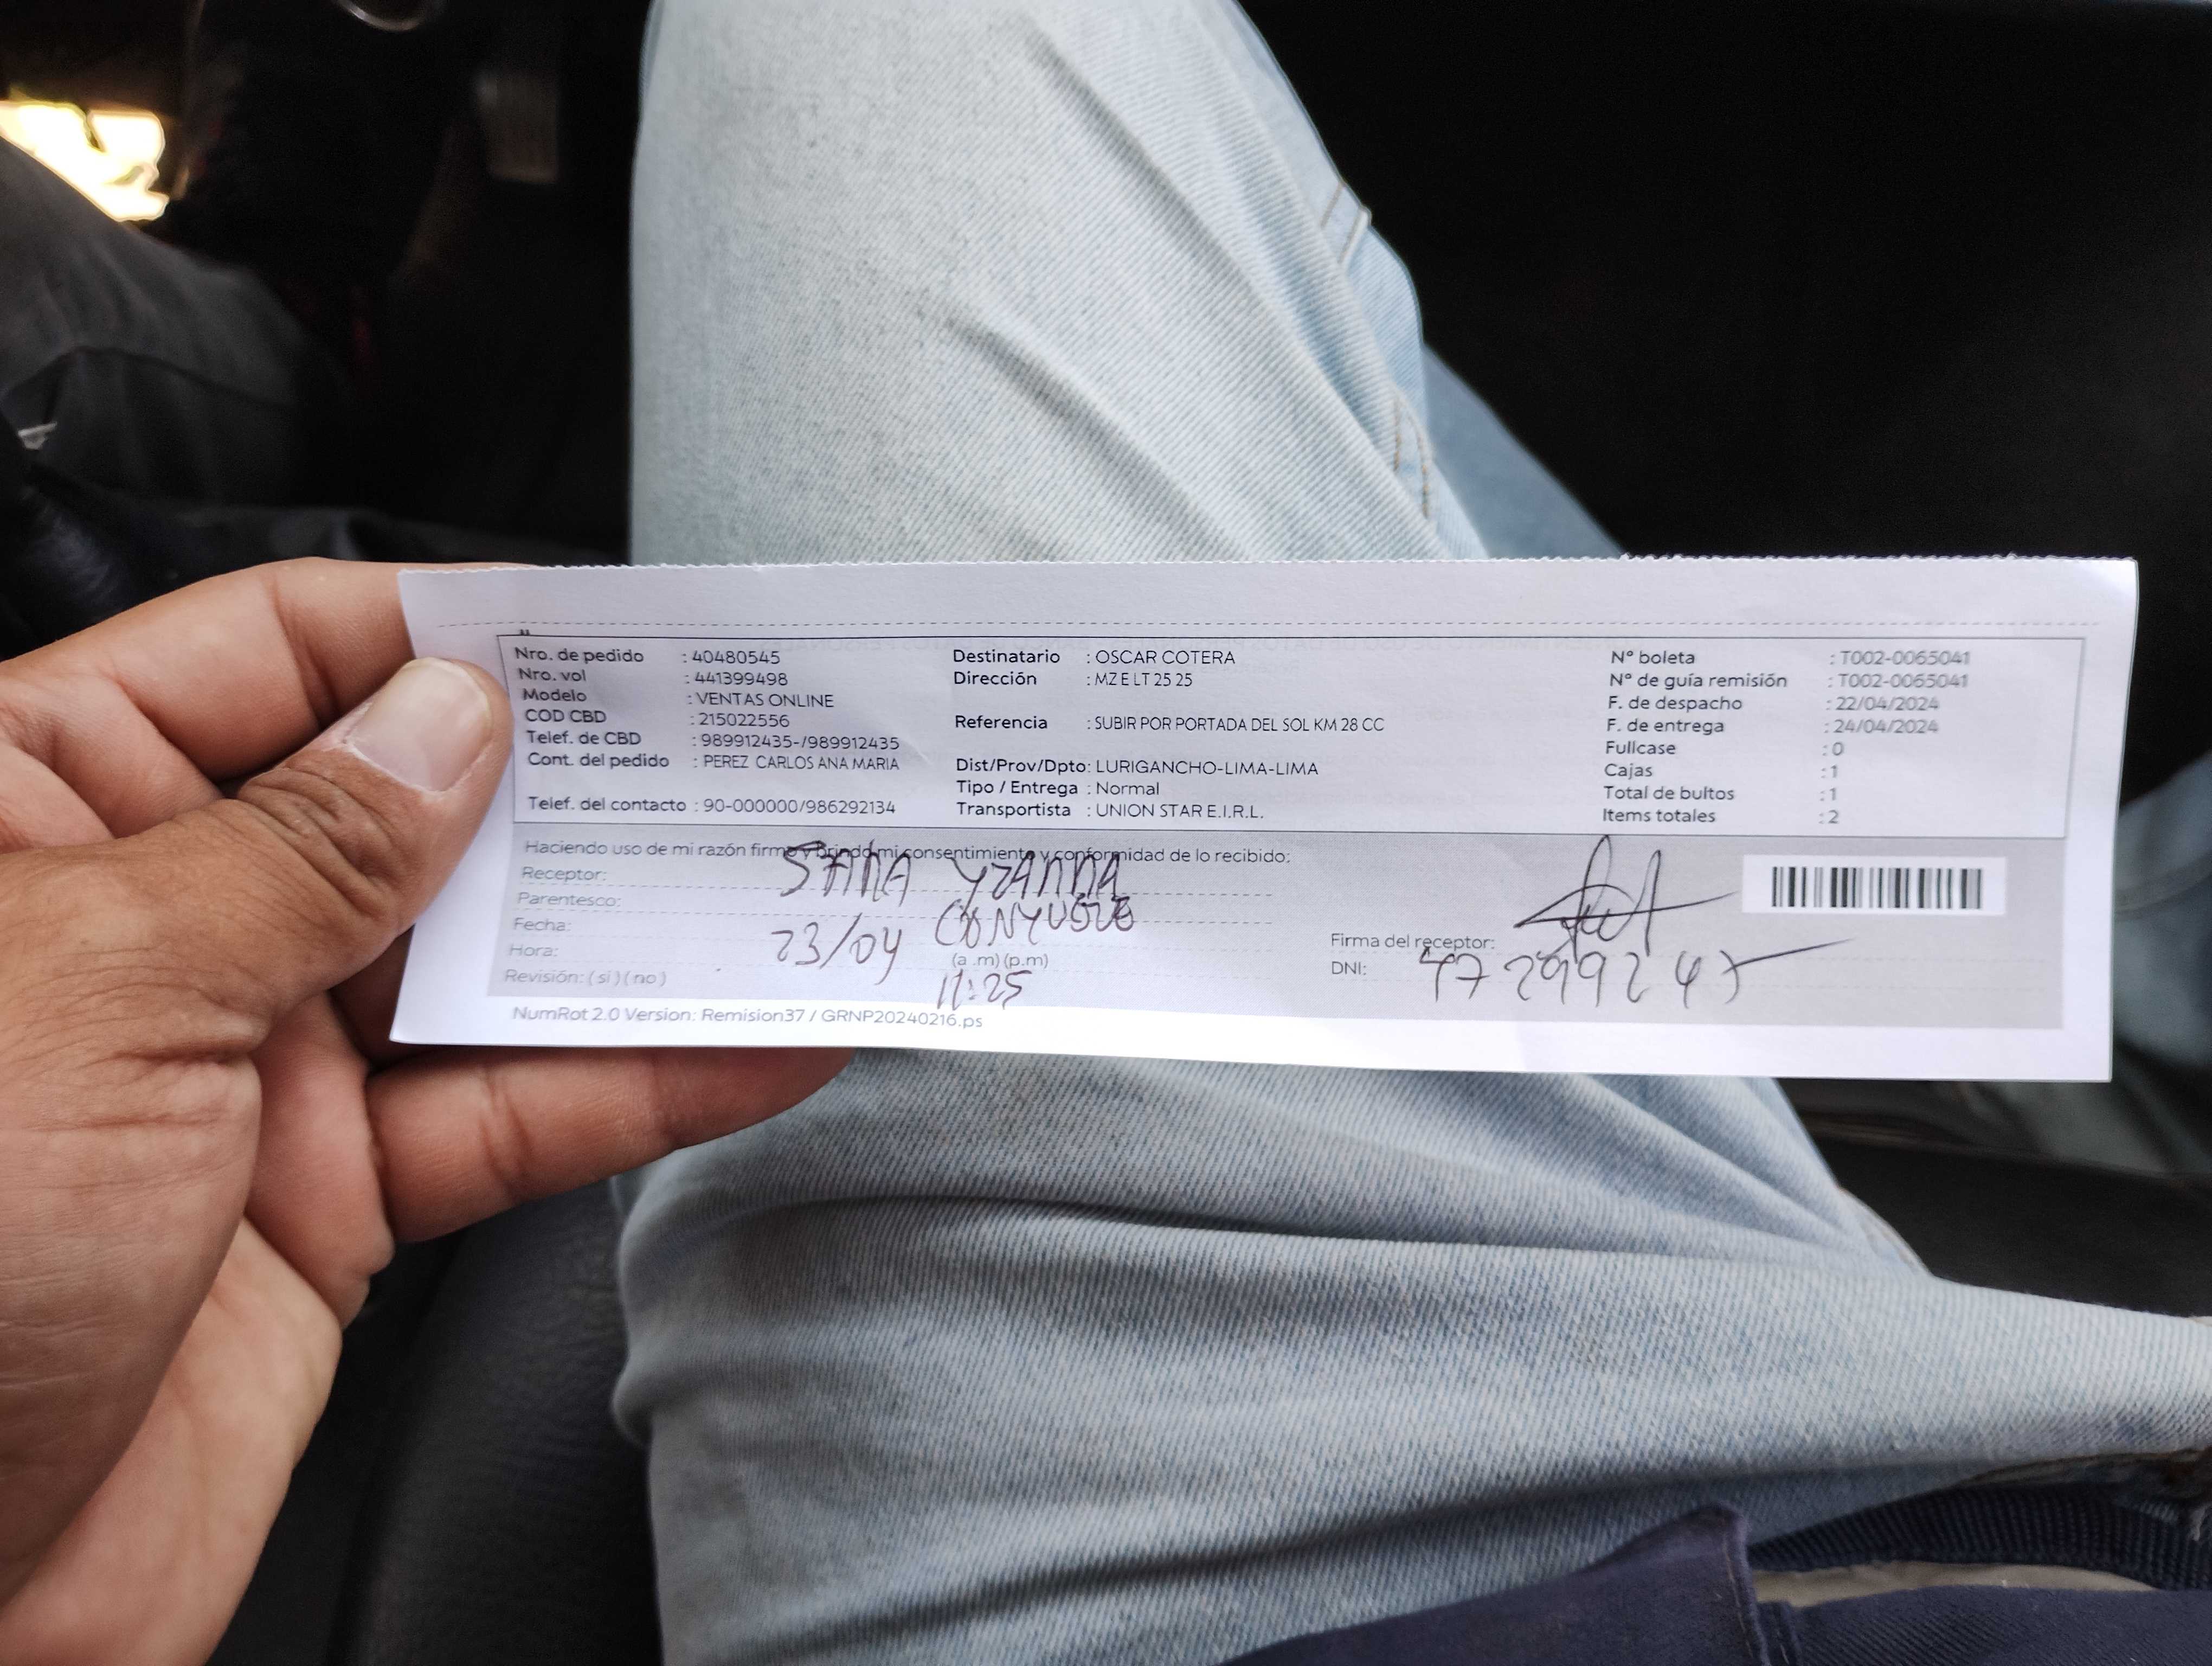 Nro. de pedido : 40480545
Nro. vol : 441399498
Modelo : VENTAS ONLINE
COD CBD : 215022556
Telef. de CBD : 989912435-/989912435
Cont. del pedido : PEREZ CARLOS ANA MARIA
Telef. del contacto : 90-000000/986292134
Destinatario : OSCAR COTERA
Dirección : MZ E LT 25 25
Referencia : SUBIR POR PORTADA DEL SOL KM 28 CC
Dist/Prov/Dpto: LURIGANCHO-LIMA-LIMA
Tipo / Entrega : Normal
Transportista : UNION STAR E.I.R.L.
Nº boleta : T002-0065041
Nº de guía remisión : T002-0065041
F. de despacho : 22/04/2024
F. de entrega : 24/04/2024
Fullcase : 0
Cajas : 1
Total de bultos : 1
Items totales : 2
Haciendo uso de mi razón firmo y brindo mi consentimiento y conformidad de lo recibido:
Receptor:
Parentesco:
Fecha: 23/04
Hora: (a .m) (p.m) 11:25
Revisión: ( si ) ( no )
Firma del receptor:
DNI: 47299247
NumRot 2.0 Version: Remision37 / GRNP20240216.ps